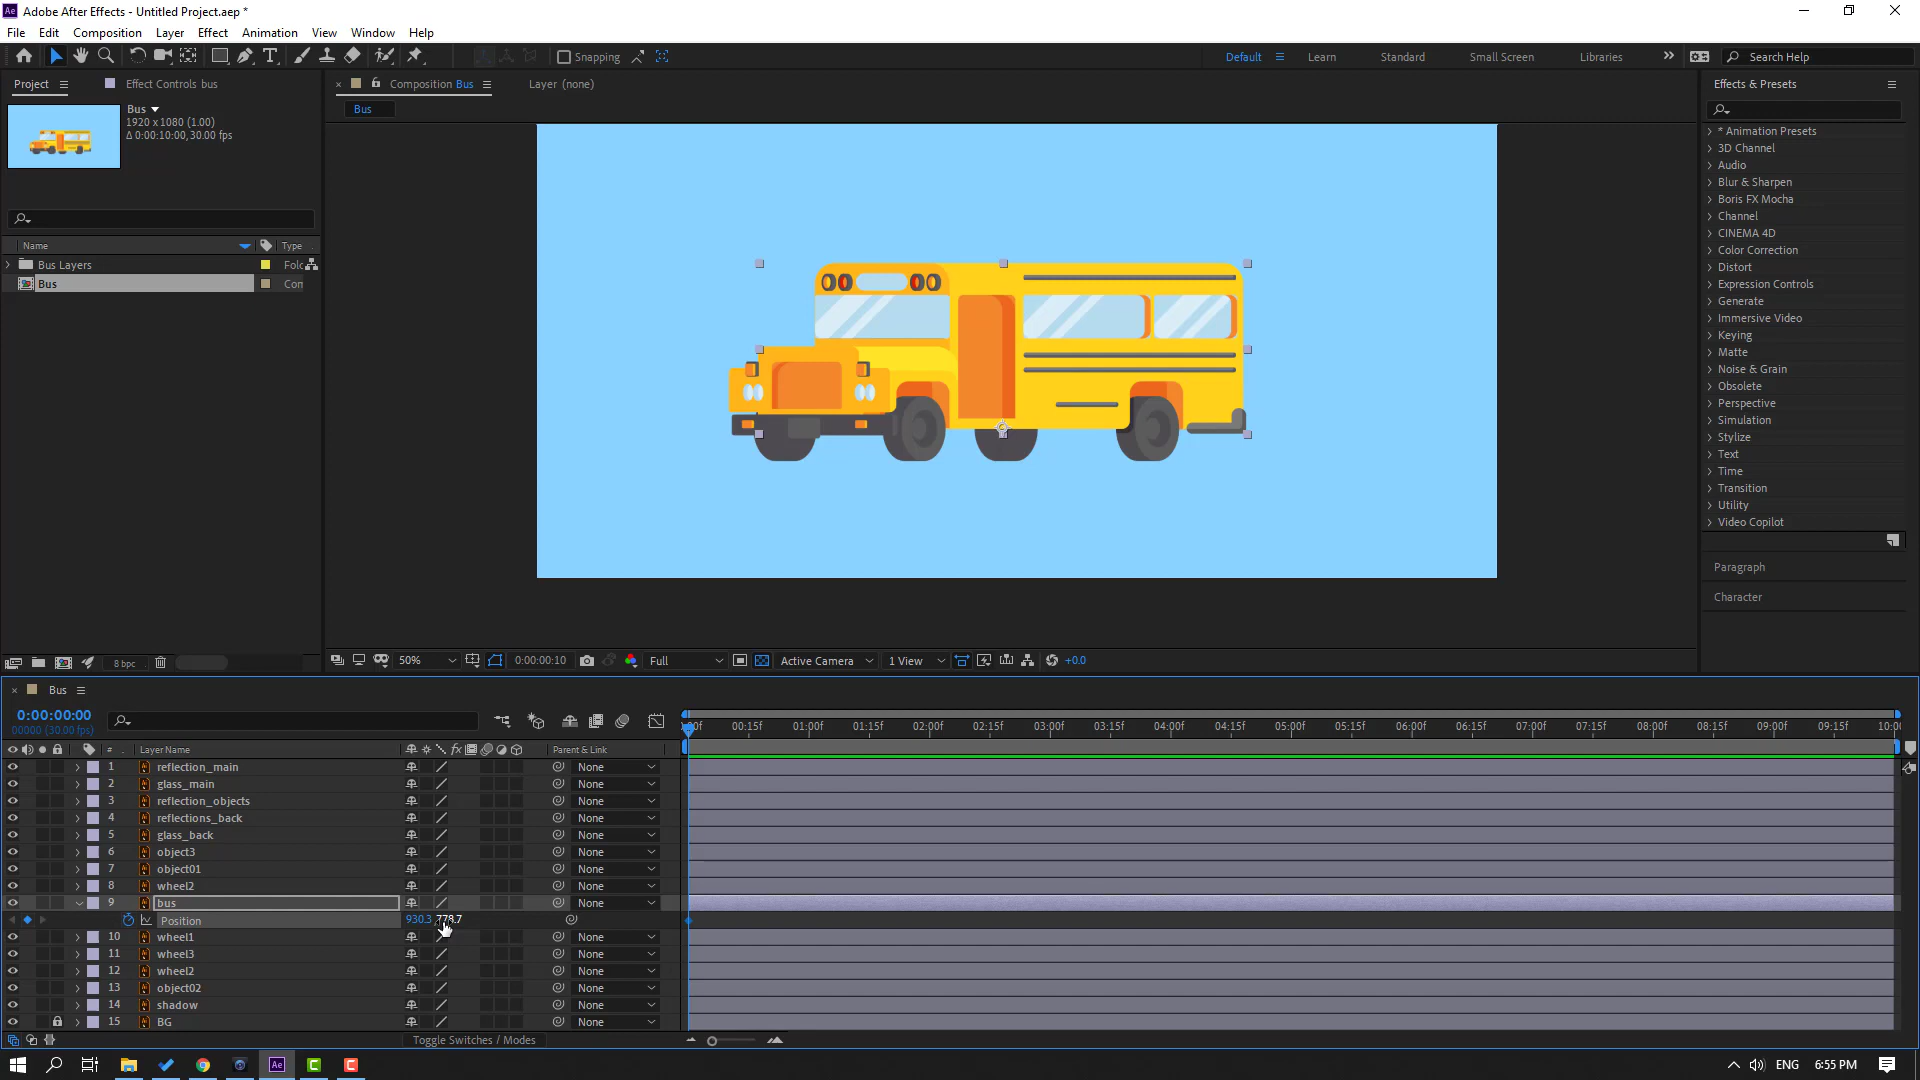 Adobe After Effects - Untitled Project.aep *
File Edit Composition Layer Effect Animation View Window Help
Snapping Default Learn Standard Small Screen Libraries Search Help
Project Effect Controls bus Composition Bus Layer (none) Effects & Presets
Bus
1920 x 1080 (1.00)
Δ 0:00:10:00, 30.00 fps
Bus
Name Type
Bus Layers
Bus
* Animation Presets
3D Channel
Audio
Blur & Sharpen
Boris FX Mocha
Channel
CINEMA 4D
Color Correction
Distort
Expression Controls
Generate
Immersive Video
Keying
Matte
Noise & Grain
Obsolete
Perspective
Simulation
Stylize
Text
Time
Transition
Utility
Video Copilot
Paragraph
Character
8 bpc 50% 0:00:00:10 Full Active Camera 1 View +0.0
Bus
0:00:00:00
00000 (30.00 fps)
00:15f 01:00f 01:15f 02:00f 02:15f 03:00f 03:15f 04:00f 04:15f 05:00f 05:15f 06:00f 06:15f 07:00f 07:15f 08:00f 08:15f 09:00f 09:15f
# Layer Name Parent & Link
1 reflection_main None
2 glass_main None
3 reflection_objects None
4 reflections_back None
5 glass_back None
6 object3 None
7 object01 None
8 wheel2 None
9 bus None
Position 930.3, 778.7
10 wheel1 None
11 wheel3 None
12 wheel2 None
13 object02 None
14 shadow None
15 BG None
Toggle Switches / Modes
ENG 6:55 PM